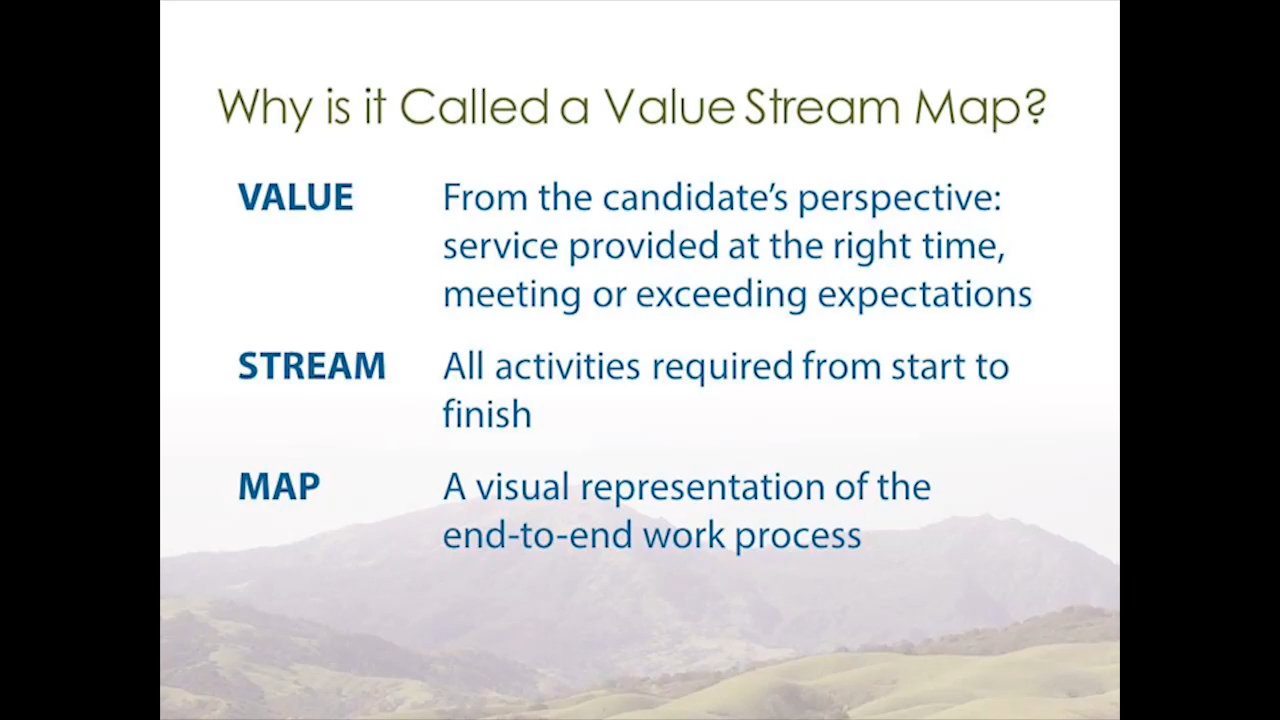 Why is it Called a Value Stream Map?
VALUE From the candidate’s perspective:
service provided at the right time,
meeting or exceeding expectations
STREAM All activities required from start to
finish
MAP A visual representation of the
end-to-end work process